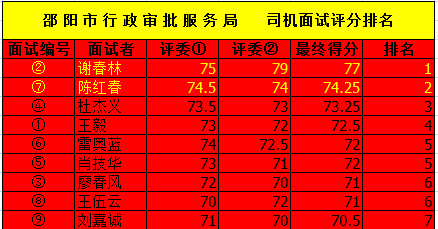 邵阳市行政审批服务局 司机面试评分排名
面试编号 面试者 评委① 评委② 最终得分 排名
② 谢春林 75 79 77 1
⑦ 陈红春 74.5 74 74.25 2
④ 杜杰义 73.5 73 73.25 3
① 王毅 73 72 72.5 4
⑥ 雷奥蓝 72 72.5 72 5
⑤ 肖技华 73 71 72 5
③ 廖春风 72 70 71 6
⑧ 王伍云 70 72 71 6
⑨ 刘嘉诚 71 70 70.5 7